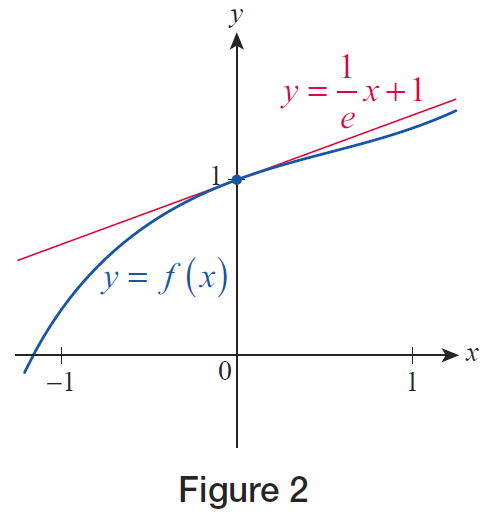 y
y = 1/e x + 1
1
y = f(x)
x
−1
0
1
Figure 2